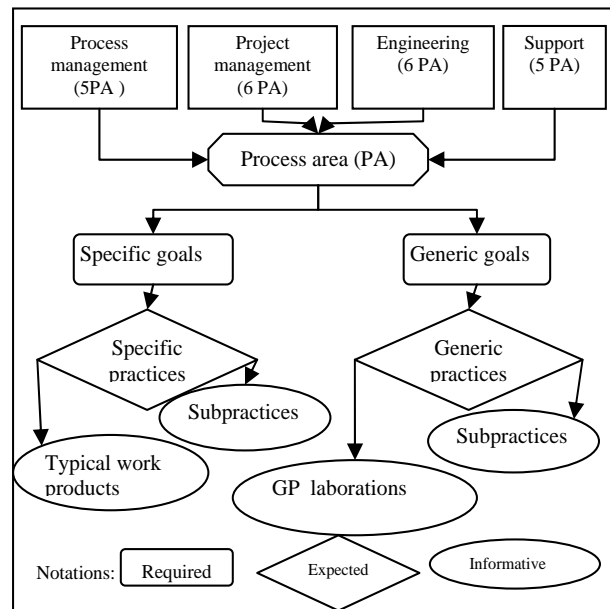 Process
management
(5PA )
Project
management
(6 PA)
Engineering
(6 PA)
Support
(5 PA)
Process area (PA)
Specific goals
Generic goals
Specific
practices
Generic
practices
Subpractices
Subpractices
Typical work
products
GP laborations
Notations:
Required
Expected
Informative